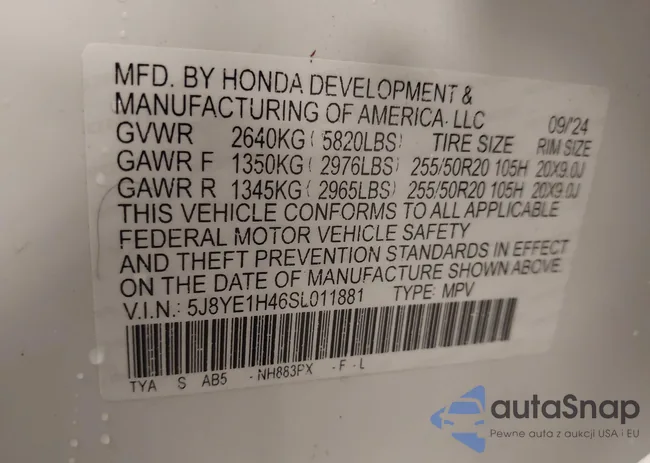 MFD. BY HONDA DEVELOPMENT &
MANUFACTURING OF AMERICA, LLC 09/'24
GVWR 2640KG ( 5820LBS) TIRE SIZE RIM SIZE
GAWR F 1350KG ( 2976LBS) 255/50R20 105H 20X9.0J
GAWR R 1345KG ( 2965LBS) 255/50R20 105H 20X9.0J
THIS VEHICLE CONFORMS TO ALL APPLICABLE
FEDERAL MOTOR VEHICLE SAFETY
AND THEFT PREVENTION STANDARDS IN EFFECT
ON THE DATE OF MANUFACTURE SHOWN ABOVE.
V.I.N.: 5J8YE1H46SL011881 TYPE: MPV
TYA S AB5 - NH883PX - F - L
autaSnap
Pewne auta z aukcji USA i EU